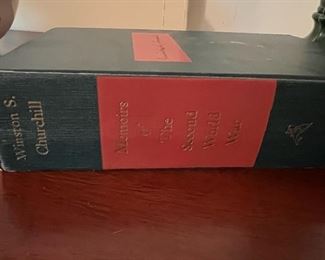 Winston S.
Churchill
Memoirs
of
The
Second
World
War